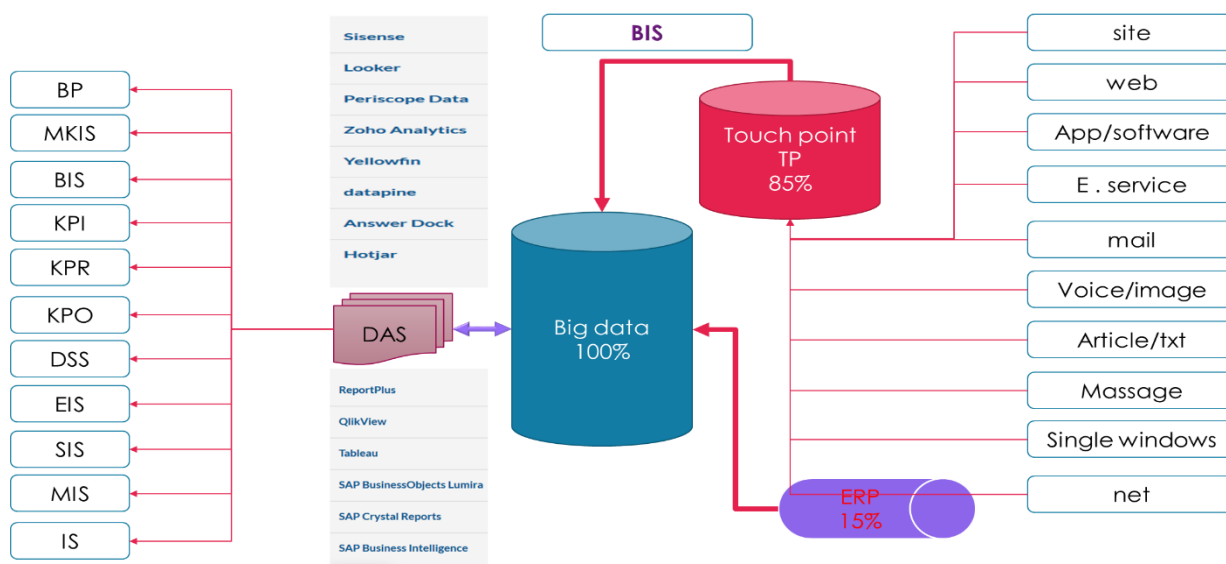 BP
MKIS
BIS
KPI
KPR
KPO
DSS
EIS
SIS
MIS
IS
Sisense
Looker
Periscope Data
Zoho Analytics
Yellowfin
datapine
Answer Dock
Hotjar
DAS
ReportPlus
QlikView
Tableau
SAP BusinessObjects Lumira
SAP Crystal Reports
SAP Business Intelligence
BIS
Big data
100%
Touch point
TP
85%
ERP
15%
site
web
App/software
E . service
mail
Voice/image
Article/txt
Massage
Single windows
net